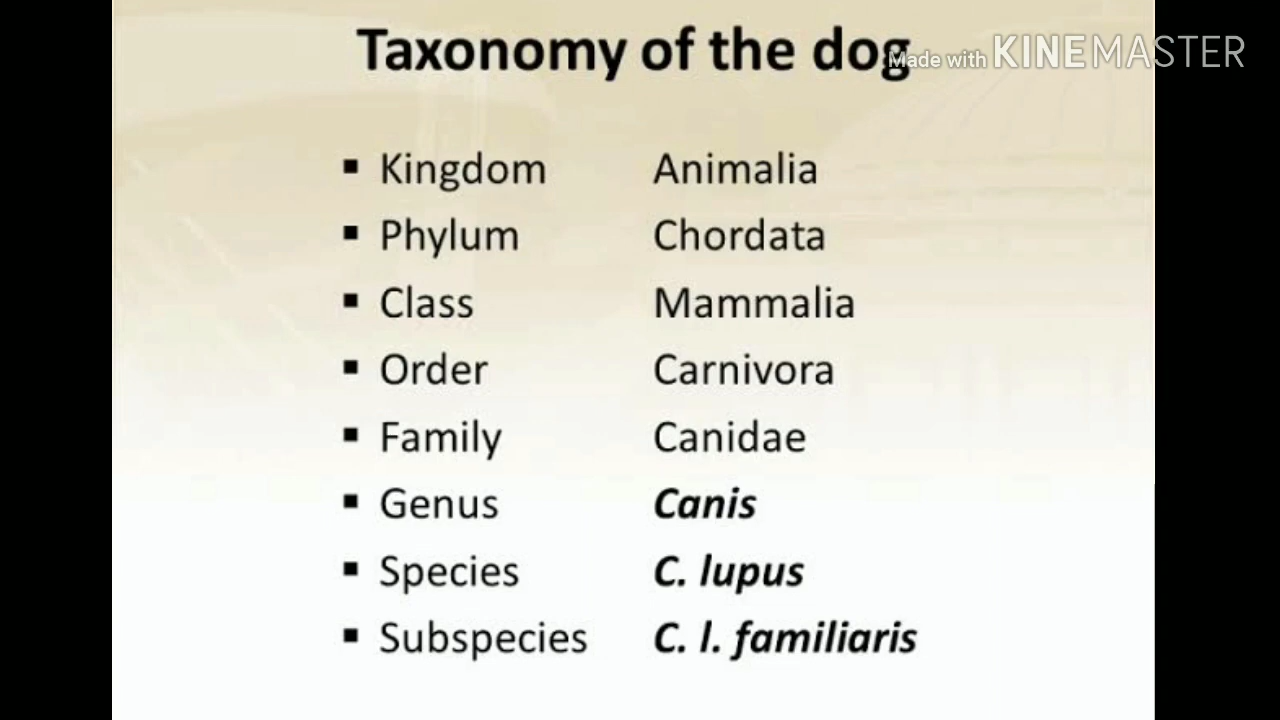 Taxonomy of the dog
Made with KINEMASTER
▪ Kingdom Animalia
▪ Phylum Chordata
▪ Class Mammalia
▪ Order Carnivora
▪ Family Canidae
▪ Genus Canis
▪ Species C. lupus
▪ Subspecies C. l. familiaris